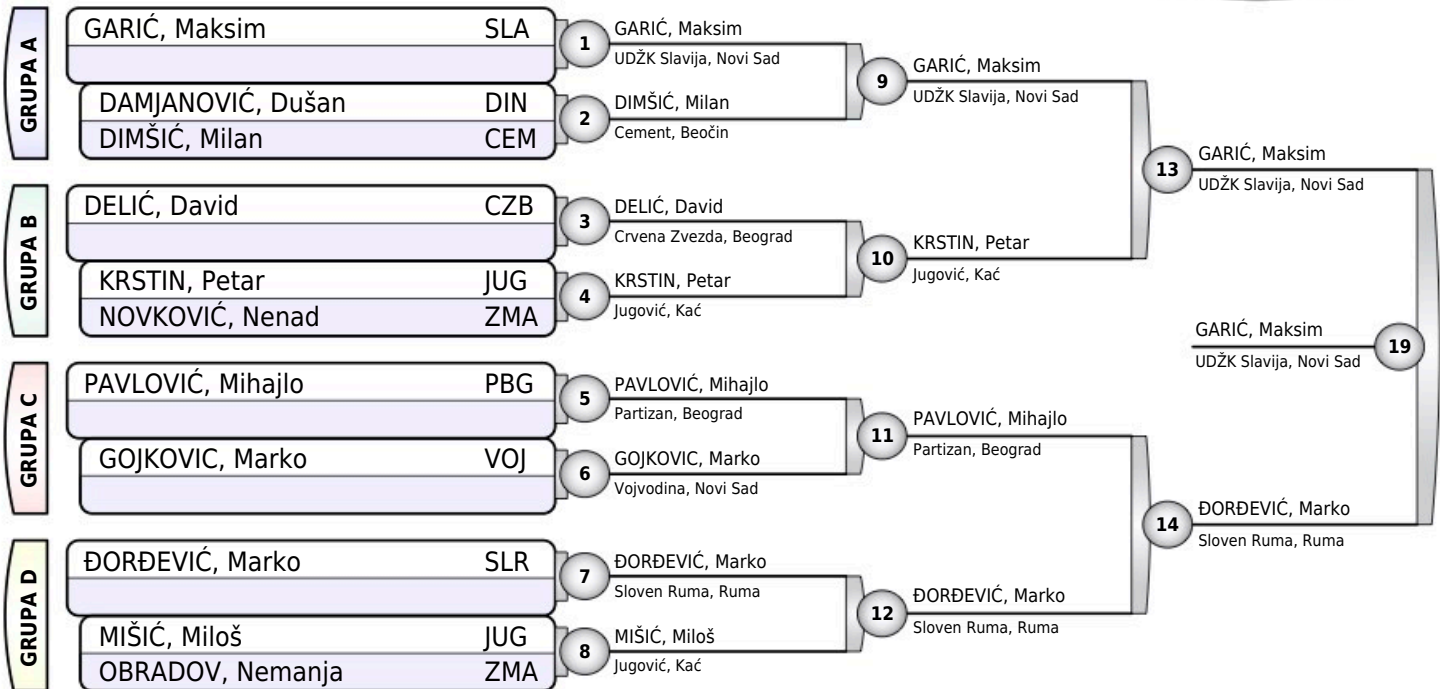 GRUPA A
GARIĆ, Maksim SLA
DAMJANOVIĆ, Dušan DIN
DIMŠIĆ, Milan CEM
GRUPA B
DELIĆ, David CZB
KRSTIN, Petar JUG
NOVKOVIĆ, Nenad ZMA
GRUPA C
PAVLOVIĆ, Mihajlo PBG
GOJKOVIC, Marko VOJ
GRUPA D
ĐORĐEVIĆ, Marko SLR
MIŠIĆ, Miloš JUG
OBRADOV, Nemanja ZMA
1
GARIĆ, Maksim
UDŽK Slavija, Novi Sad
2
DIMŠIĆ, Milan
Cement, Beočin
3
DELIĆ, David
Crvena Zvezda, Beograd
4
KRSTIN, Petar
Jugović, Kać
5
PAVLOVIĆ, Mihajlo
Partizan, Beograd
6
GOJKOVIC, Marko
Vojvodina, Novi Sad
7
ĐORĐEVIĆ, Marko
Sloven Ruma, Ruma
8
MIŠIĆ, Miloš
Jugović, Kać
9
GARIĆ, Maksim
UDŽK Slavija, Novi Sad
10
KRSTIN, Petar
Jugović, Kać
11
PAVLOVIĆ, Mihajlo
Partizan, Beograd
12
ĐORĐEVIĆ, Marko
Sloven Ruma, Ruma
13
GARIĆ, Maksim
UDŽK Slavija, Novi Sad
14
ĐORĐEVIĆ, Marko
Sloven Ruma, Ruma
GARIĆ, Maksim
UDŽK Slavija, Novi Sad
19